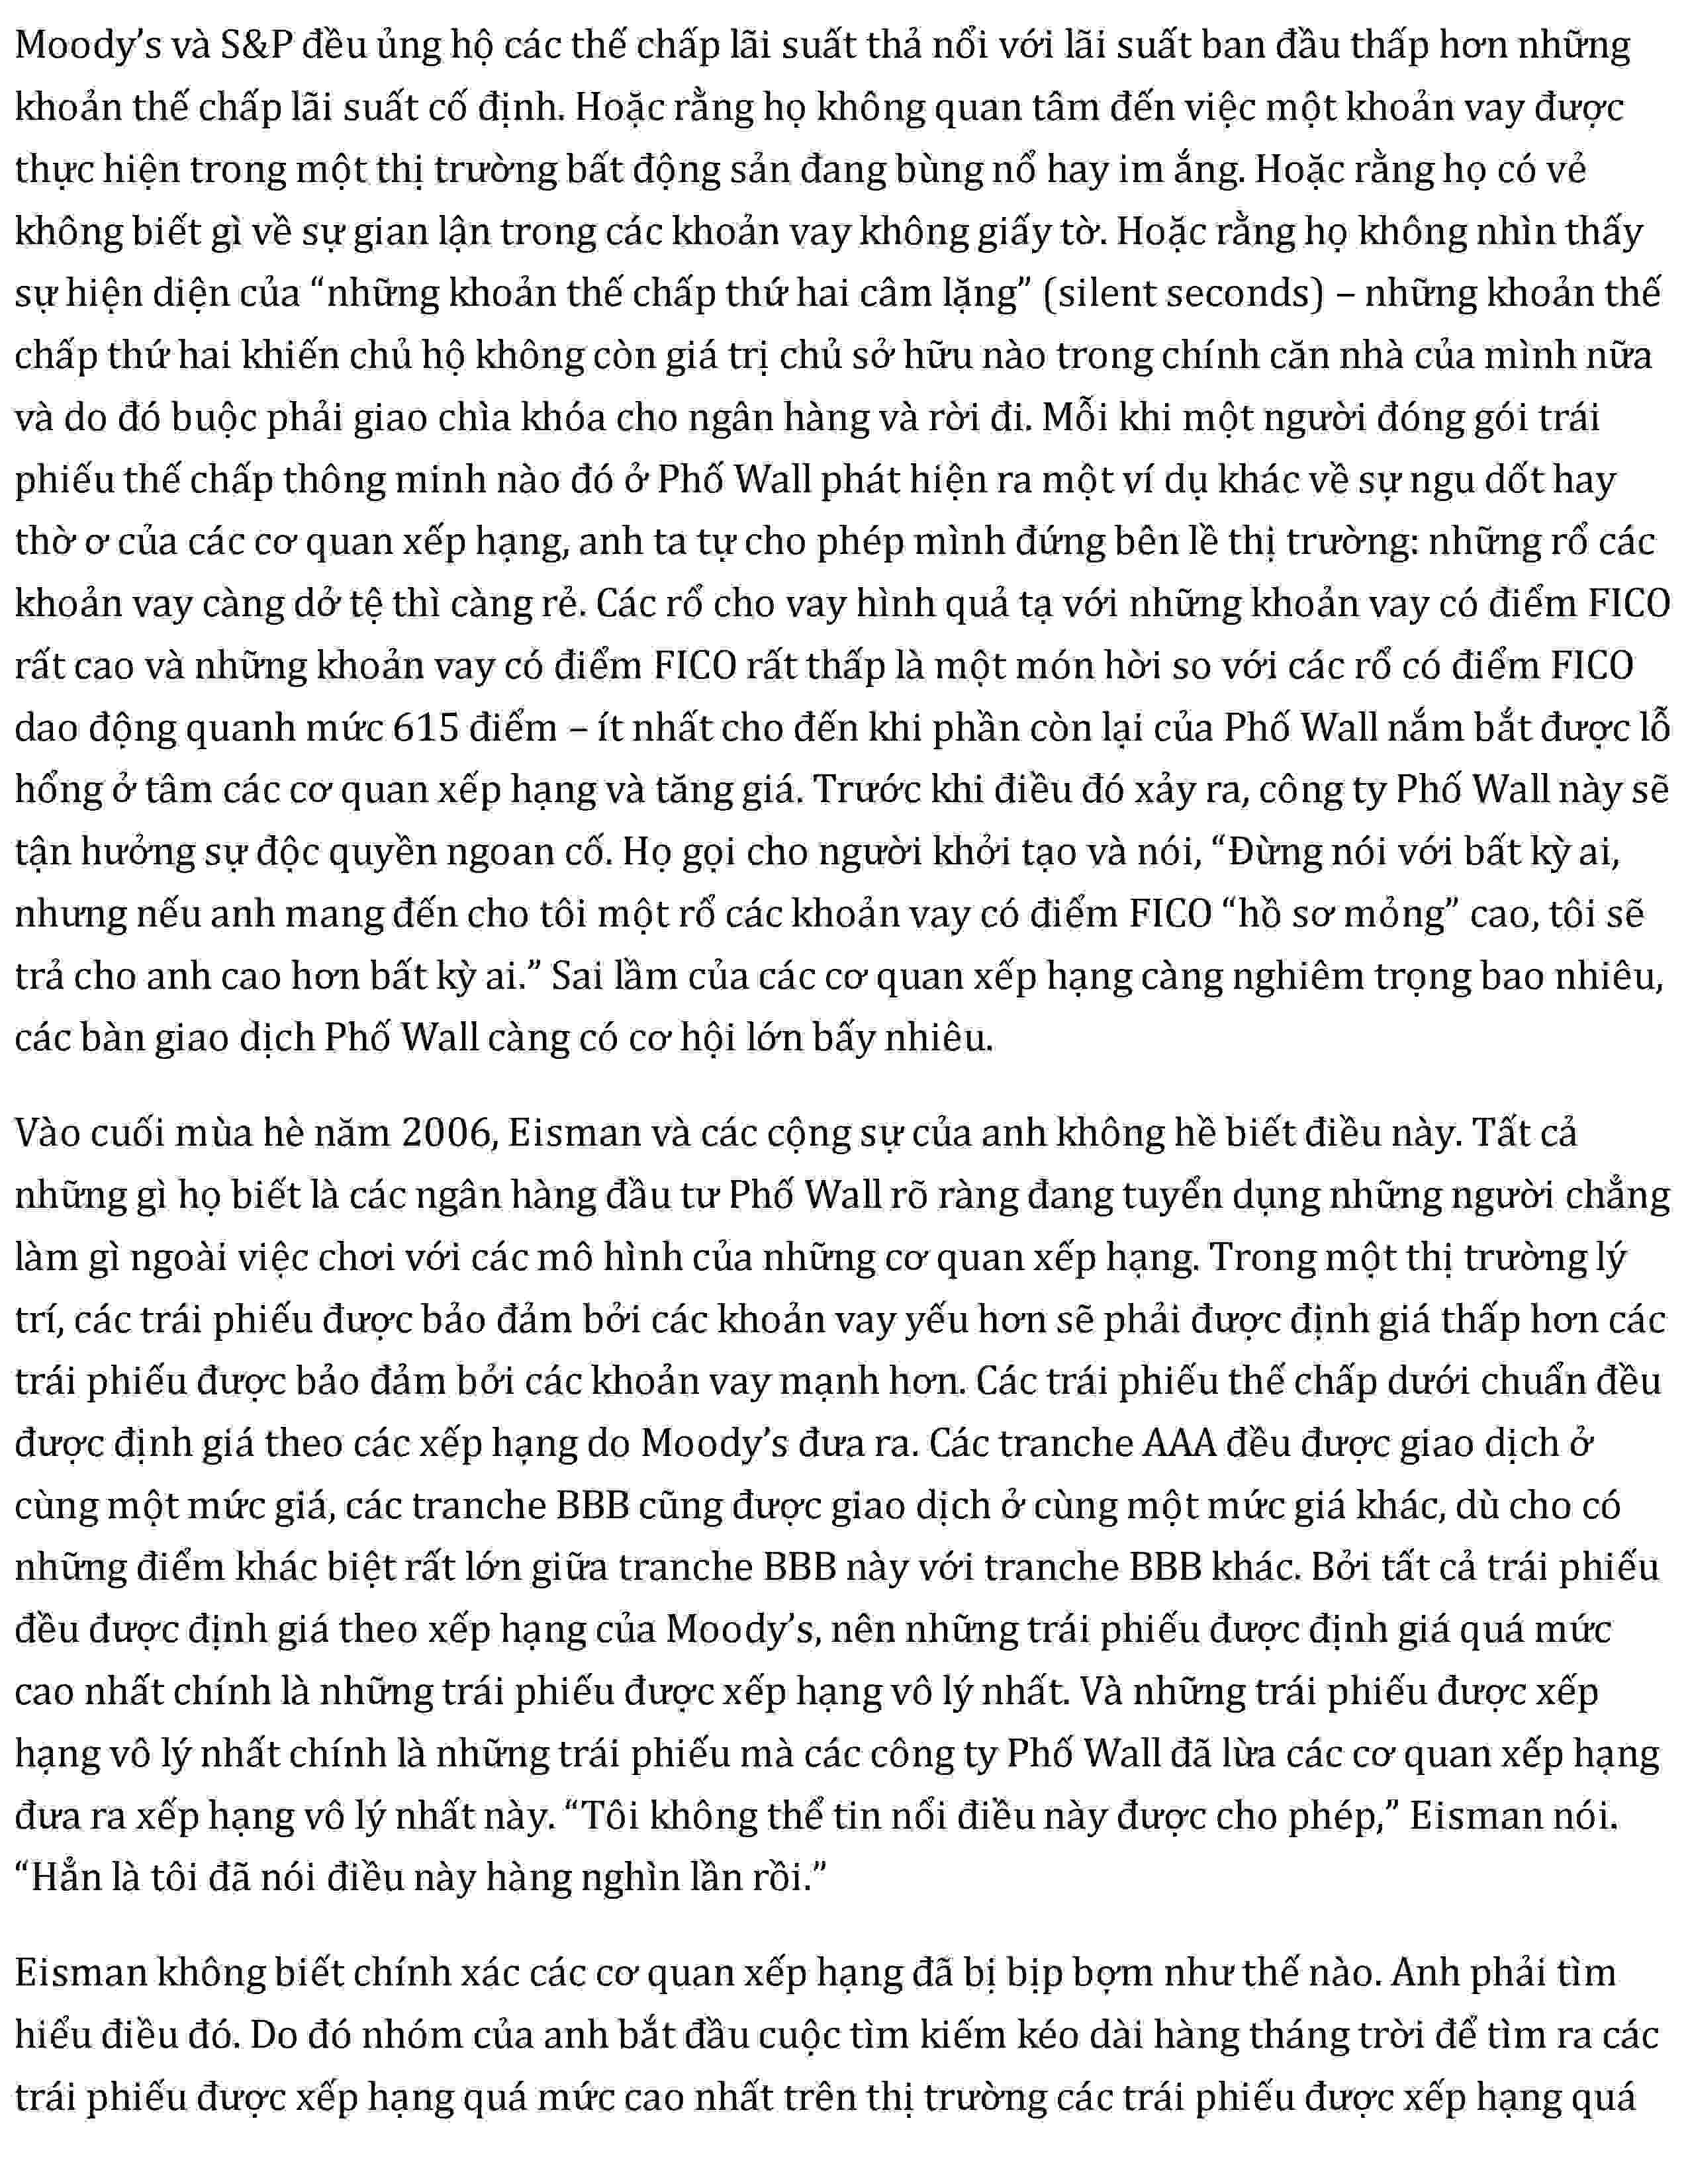 Moody’s và S&P đều ủng hộ các thế chấp lãi suất thả nổi với lãi suất ban đầu thấp hơn những
khoản thế chấp lãi suất cố định. Hoặc rằng họ không quan tâm đến việc một khoản vay được
thực hiện trong một thị trường bất động sản đang bùng nổ hay im ắng. Hoặc rằng họ có vẻ
không biết gì về sự gian lận trong các khoản vay không giấy tờ. Hoặc rằng họ không nhìn thấy
sự hiện diện của “những khoản thế chấp thứ hai câm lặng” (silent seconds) – những khoản thế
chấp thứ hai khiến chủ hộ không còn giá trị chủ sở hữu nào trong chính căn nhà của mình nữa
và do đó buộc phải giao chìa khóa cho ngân hàng và rời đi. Mỗi khi một người đóng gói trái
phiếu thế chấp thông minh nào đó ở Phố Wall phát hiện ra một ví dụ khác về sự ngu dốt hay
thờ ơ của các cơ quan xếp hạng, anh ta tự cho phép mình đứng bên lề thị trường: những rổ các
khoản vay càng dở tệ thì càng rẻ. Các rổ cho vay hình quả tạ với những khoản vay có điểm FICO
rất cao và những khoản vay có điểm FICO rất thấp là một món hời so với các rổ có điểm FICO
dao động quanh mức 615 điểm – ít nhất cho đến khi phần còn lại của Phố Wall nắm bắt được lỗ
hổng ở tâm các cơ quan xếp hạng và tăng giá. Trước khi điều đó xảy ra, công ty Phố Wall này sẽ
tận hưởng sự độc quyền ngoan cố. Họ gọi cho người khởi tạo và nói, “Đừng nói với bất kỳ ai,
nhưng nếu anh mang đến cho tôi một rổ các khoản vay có điểm FICO “hồ sơ mỏng” cao, tôi sẽ
trả cho anh cao hơn bất kỳ ai.” Sai lầm của các cơ quan xếp hạng càng nghiêm trọng bao nhiêu,
các bàn giao dịch Phố Wall càng có cơ hội lớn bấy nhiêu.
Vào cuối mùa hè năm 2006, Eisman và các cộng sự của anh không hề biết điều này. Tất cả
những gì họ biết là các ngân hàng đầu tư Phố Wall rõ ràng đang tuyển dụng những người chẳng
làm gì ngoài việc chơi với các mô hình của những cơ quan xếp hạng. Trong một thị trường lý
trí, các trái phiếu được bảo đảm bởi các khoản vay yếu hơn sẽ phải được định giá thấp hơn các
trái phiếu được bảo đảm bởi các khoản vay mạnh hơn. Các trái phiếu thế chấp dưới chuẩn đều
được định giá theo các xếp hạng do Moody’s đưa ra. Các tranche AAA đều được giao dịch ở
cùng một mức giá, các tranche BBB cũng được giao dịch ở cùng một mức giá khác, dù cho có
những điểm khác biệt rất lớn giữa tranche BBB này với tranche BBB khác. Bởi tất cả trái phiếu
đều được định giá theo xếp hạng của Moody’s, nên những trái phiếu được định giá quá mức
cao nhất chính là những trái phiếu được xếp hạng vô lý nhất. Và những trái phiếu được xếp
hạng vô lý nhất chính là những trái phiếu mà các công ty Phố Wall đã lừa các cơ quan xếp hạng
đưa ra xếp hạng vô lý nhất này. “Tôi không thể tin nổi điều này được cho phép,” Eisman nói.
“Hẳn là tôi đã nói điều này hàng nghìn lần rồi.”
Eisman không biết chính xác các cơ quan xếp hạng đã bị bịp bợm như thế nào. Anh phải tìm
hiểu điều đó. Do đó nhóm của anh bắt đầu cuộc tìm kiếm kéo dài hàng tháng trời để tìm ra các
trái phiếu được xếp hạng quá mức cao nhất trên thị trường các trái phiếu được xếp hạng quá